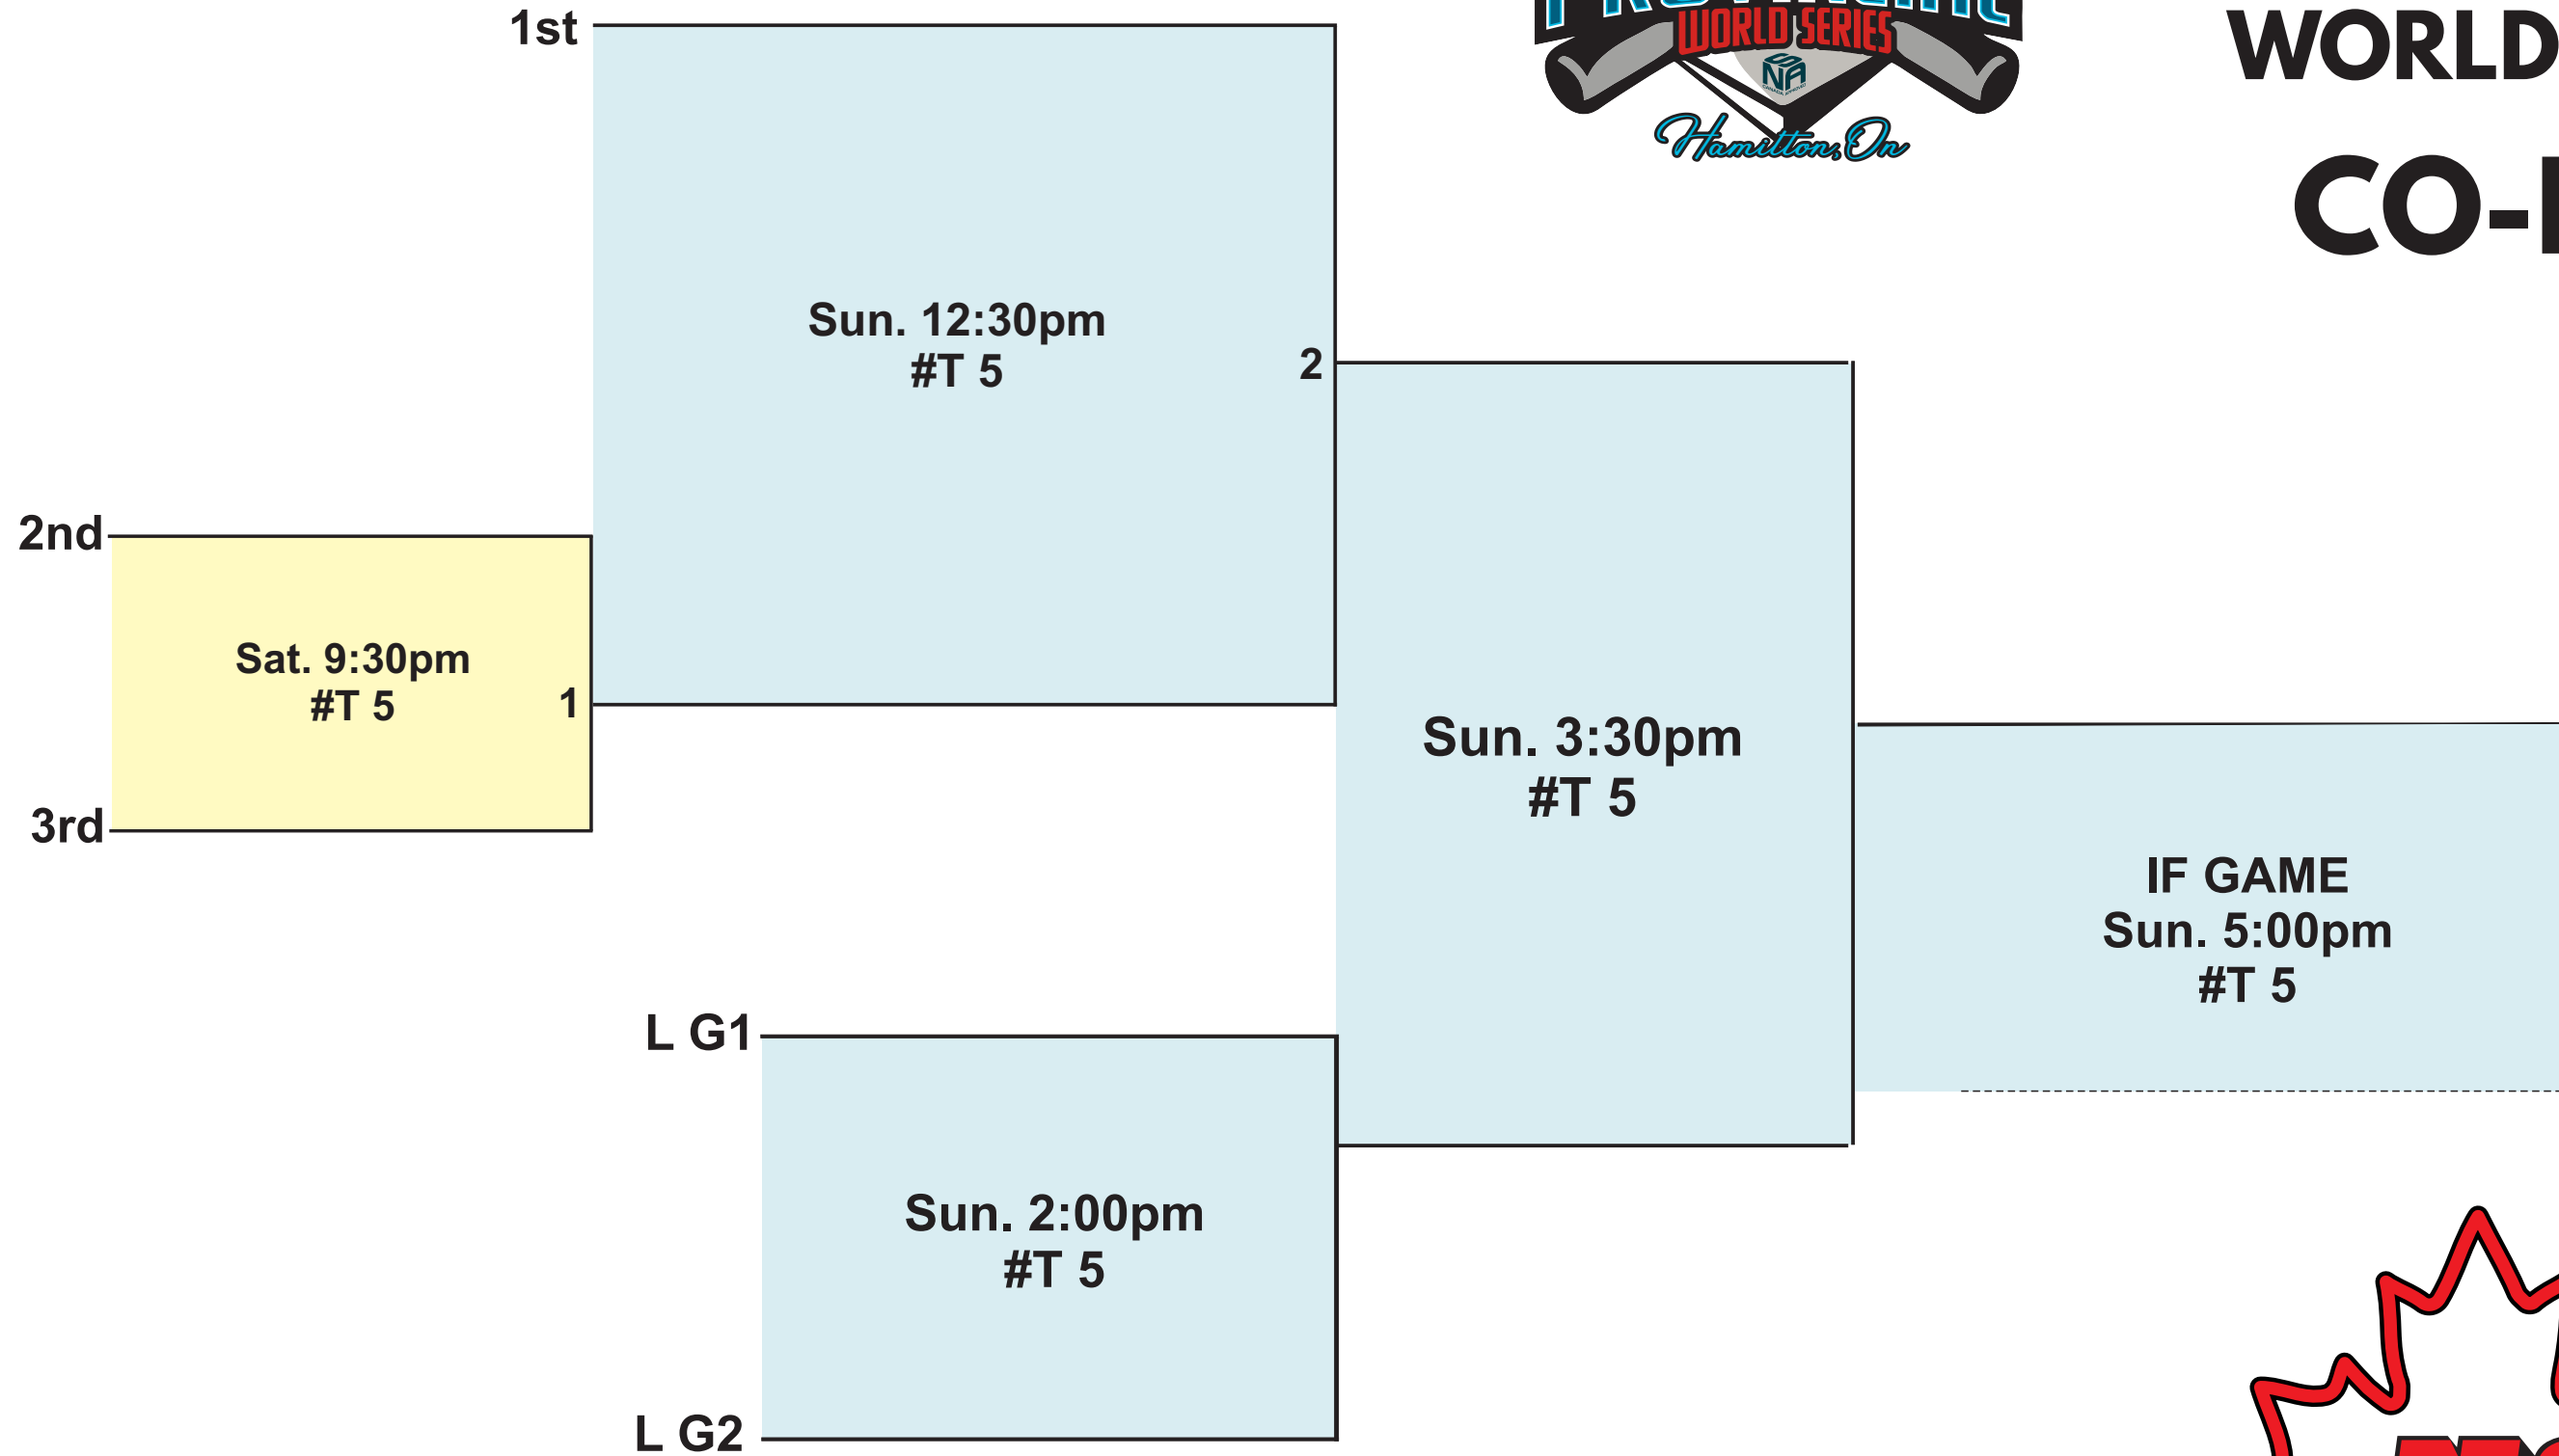 1st
WORLD SERIES
NSA
Hamilton, On
WORLD
CO-
Sun. 12:30pm
#T 5
2
2nd
Sat. 9:30pm
#T 5
1
3rd
Sun. 3:30pm
#T 5
IF GAME
Sun. 5:00pm
#T 5
L G1
Sun. 2:00pm
#T 5
L G2